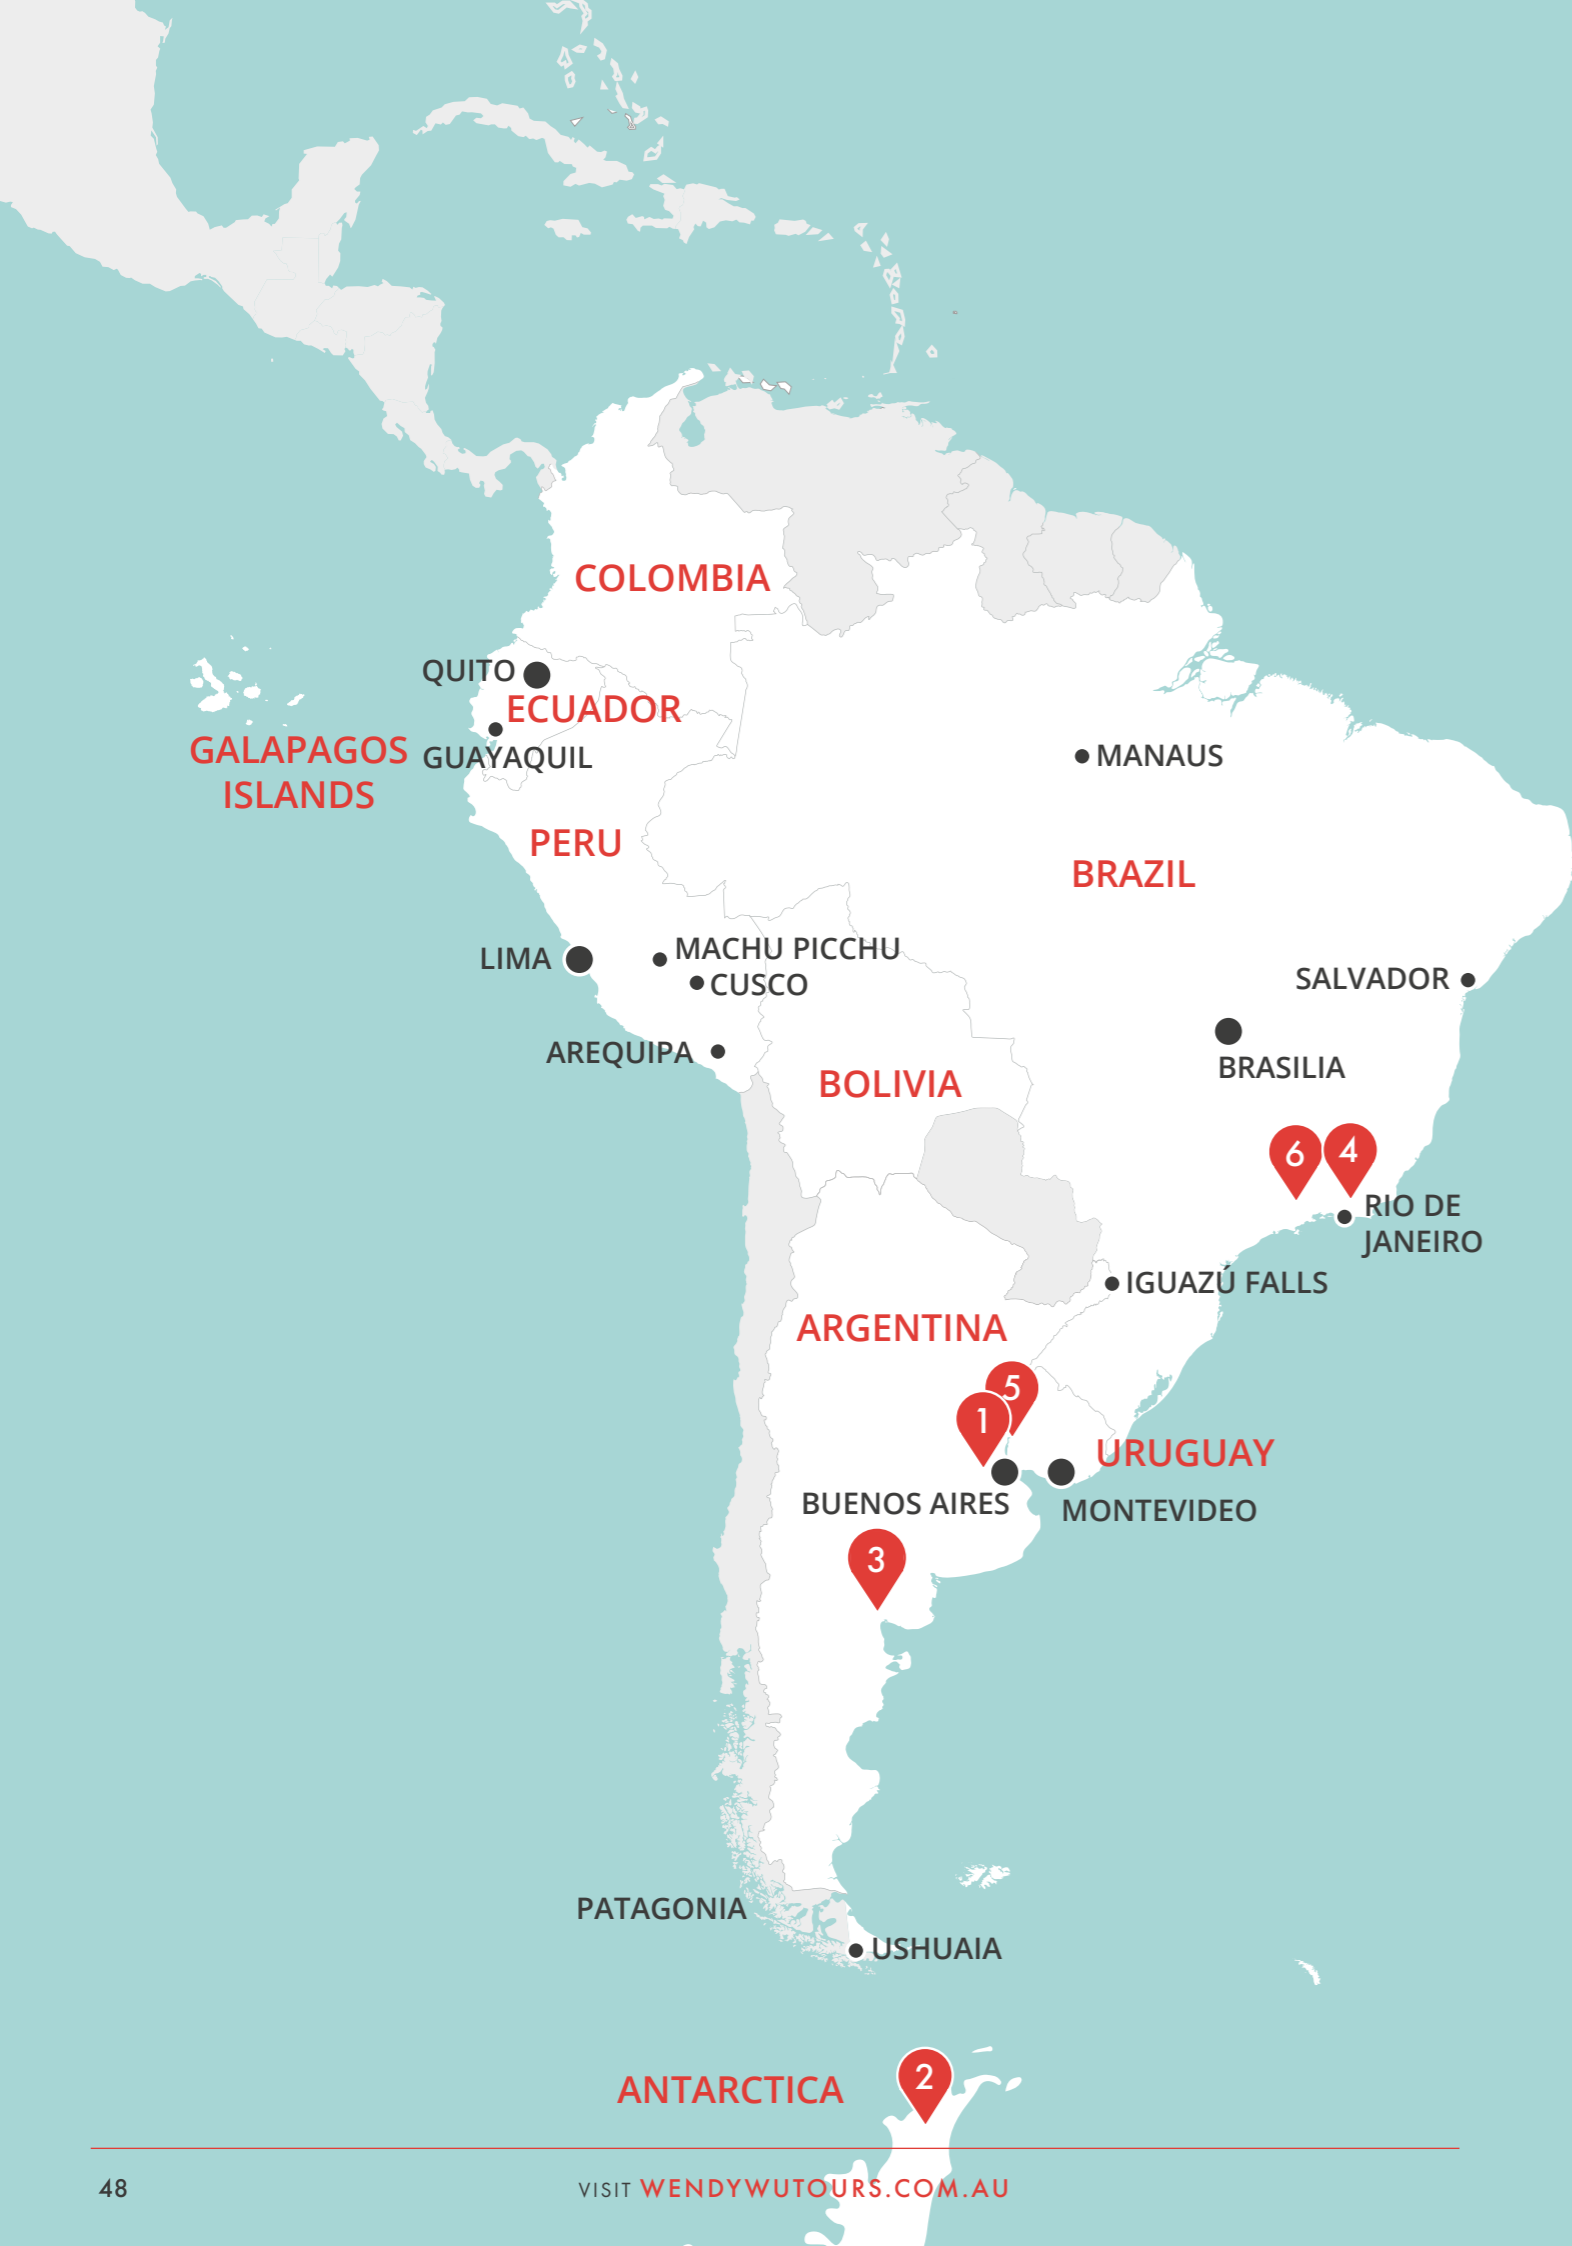 COLOMBIA
QUITO
ECUADOR
GALAPAGOS
ISLANDS
GUAYAQUIL
MANAUS
PERU
BRAZIL
LIMA
MACHU PICCHU
CUSCO
SALVADOR
AREQUIPA
BRASILIA
BOLIVIA
6
4
RIO DE
JANEIRO
IGUAZÚ FALLS
ARGENTINA
5
1
URUGUAY
BUENOS AIRES
MONTEVIDEO
3
PATAGONIA
USHUAIA
2
ANTARCTICA
48
VISIT WENDYWUTOURS.COM.AU